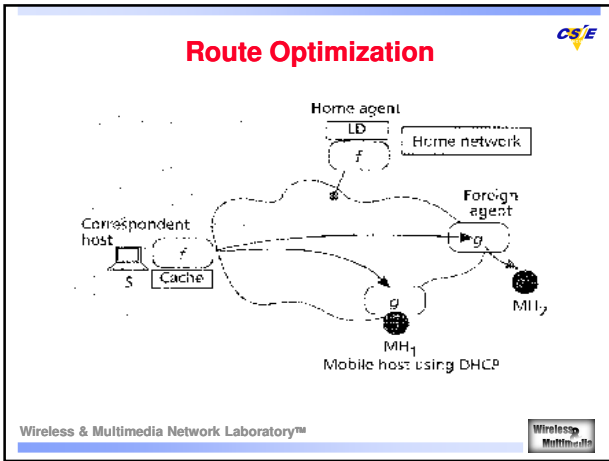 CSIE
Route Optimization
Home agent
LD
f
Home network
Foreign
agent
g
Correspondent
host
f
S
Cache
MH2
g
MH1
Mobile host using DHCP
Wireless & Multimedia Network Laboratory™
Wireless
Multimedia